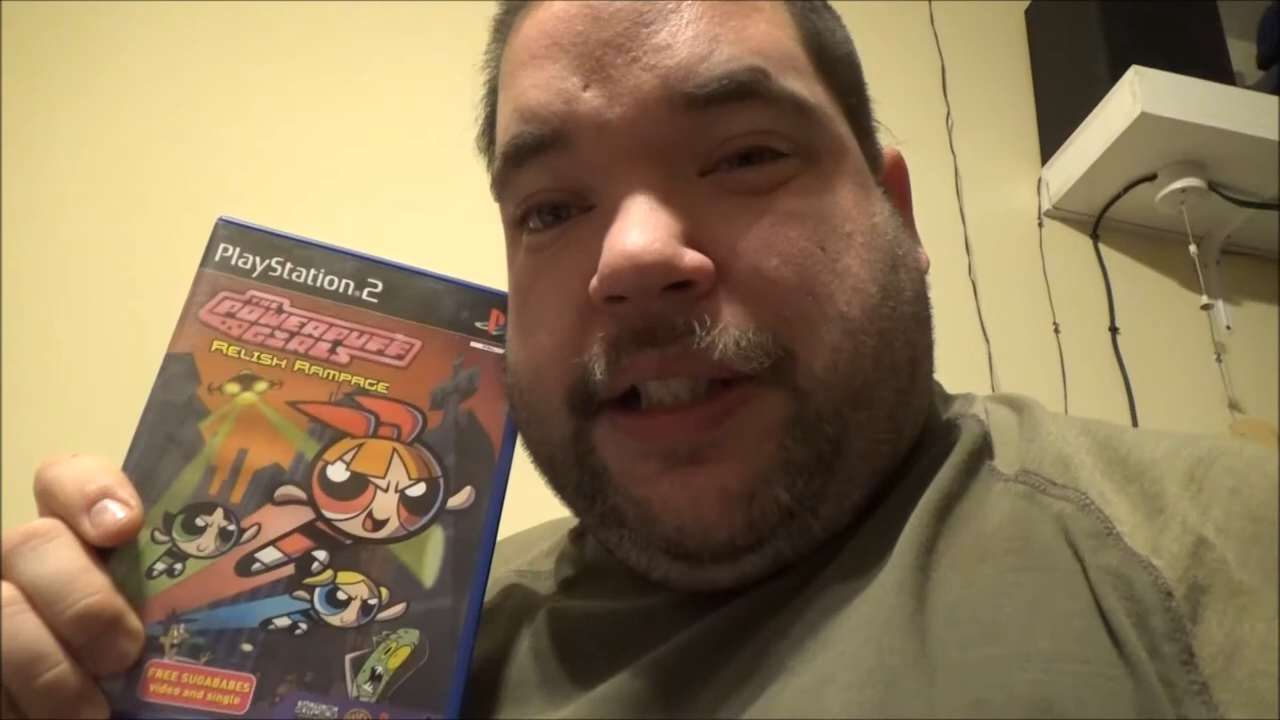 PlayStation.2
THE
POWERPUFF
GIRLS
RELISH RAMPAGE
FREE SUGABABES
video and single